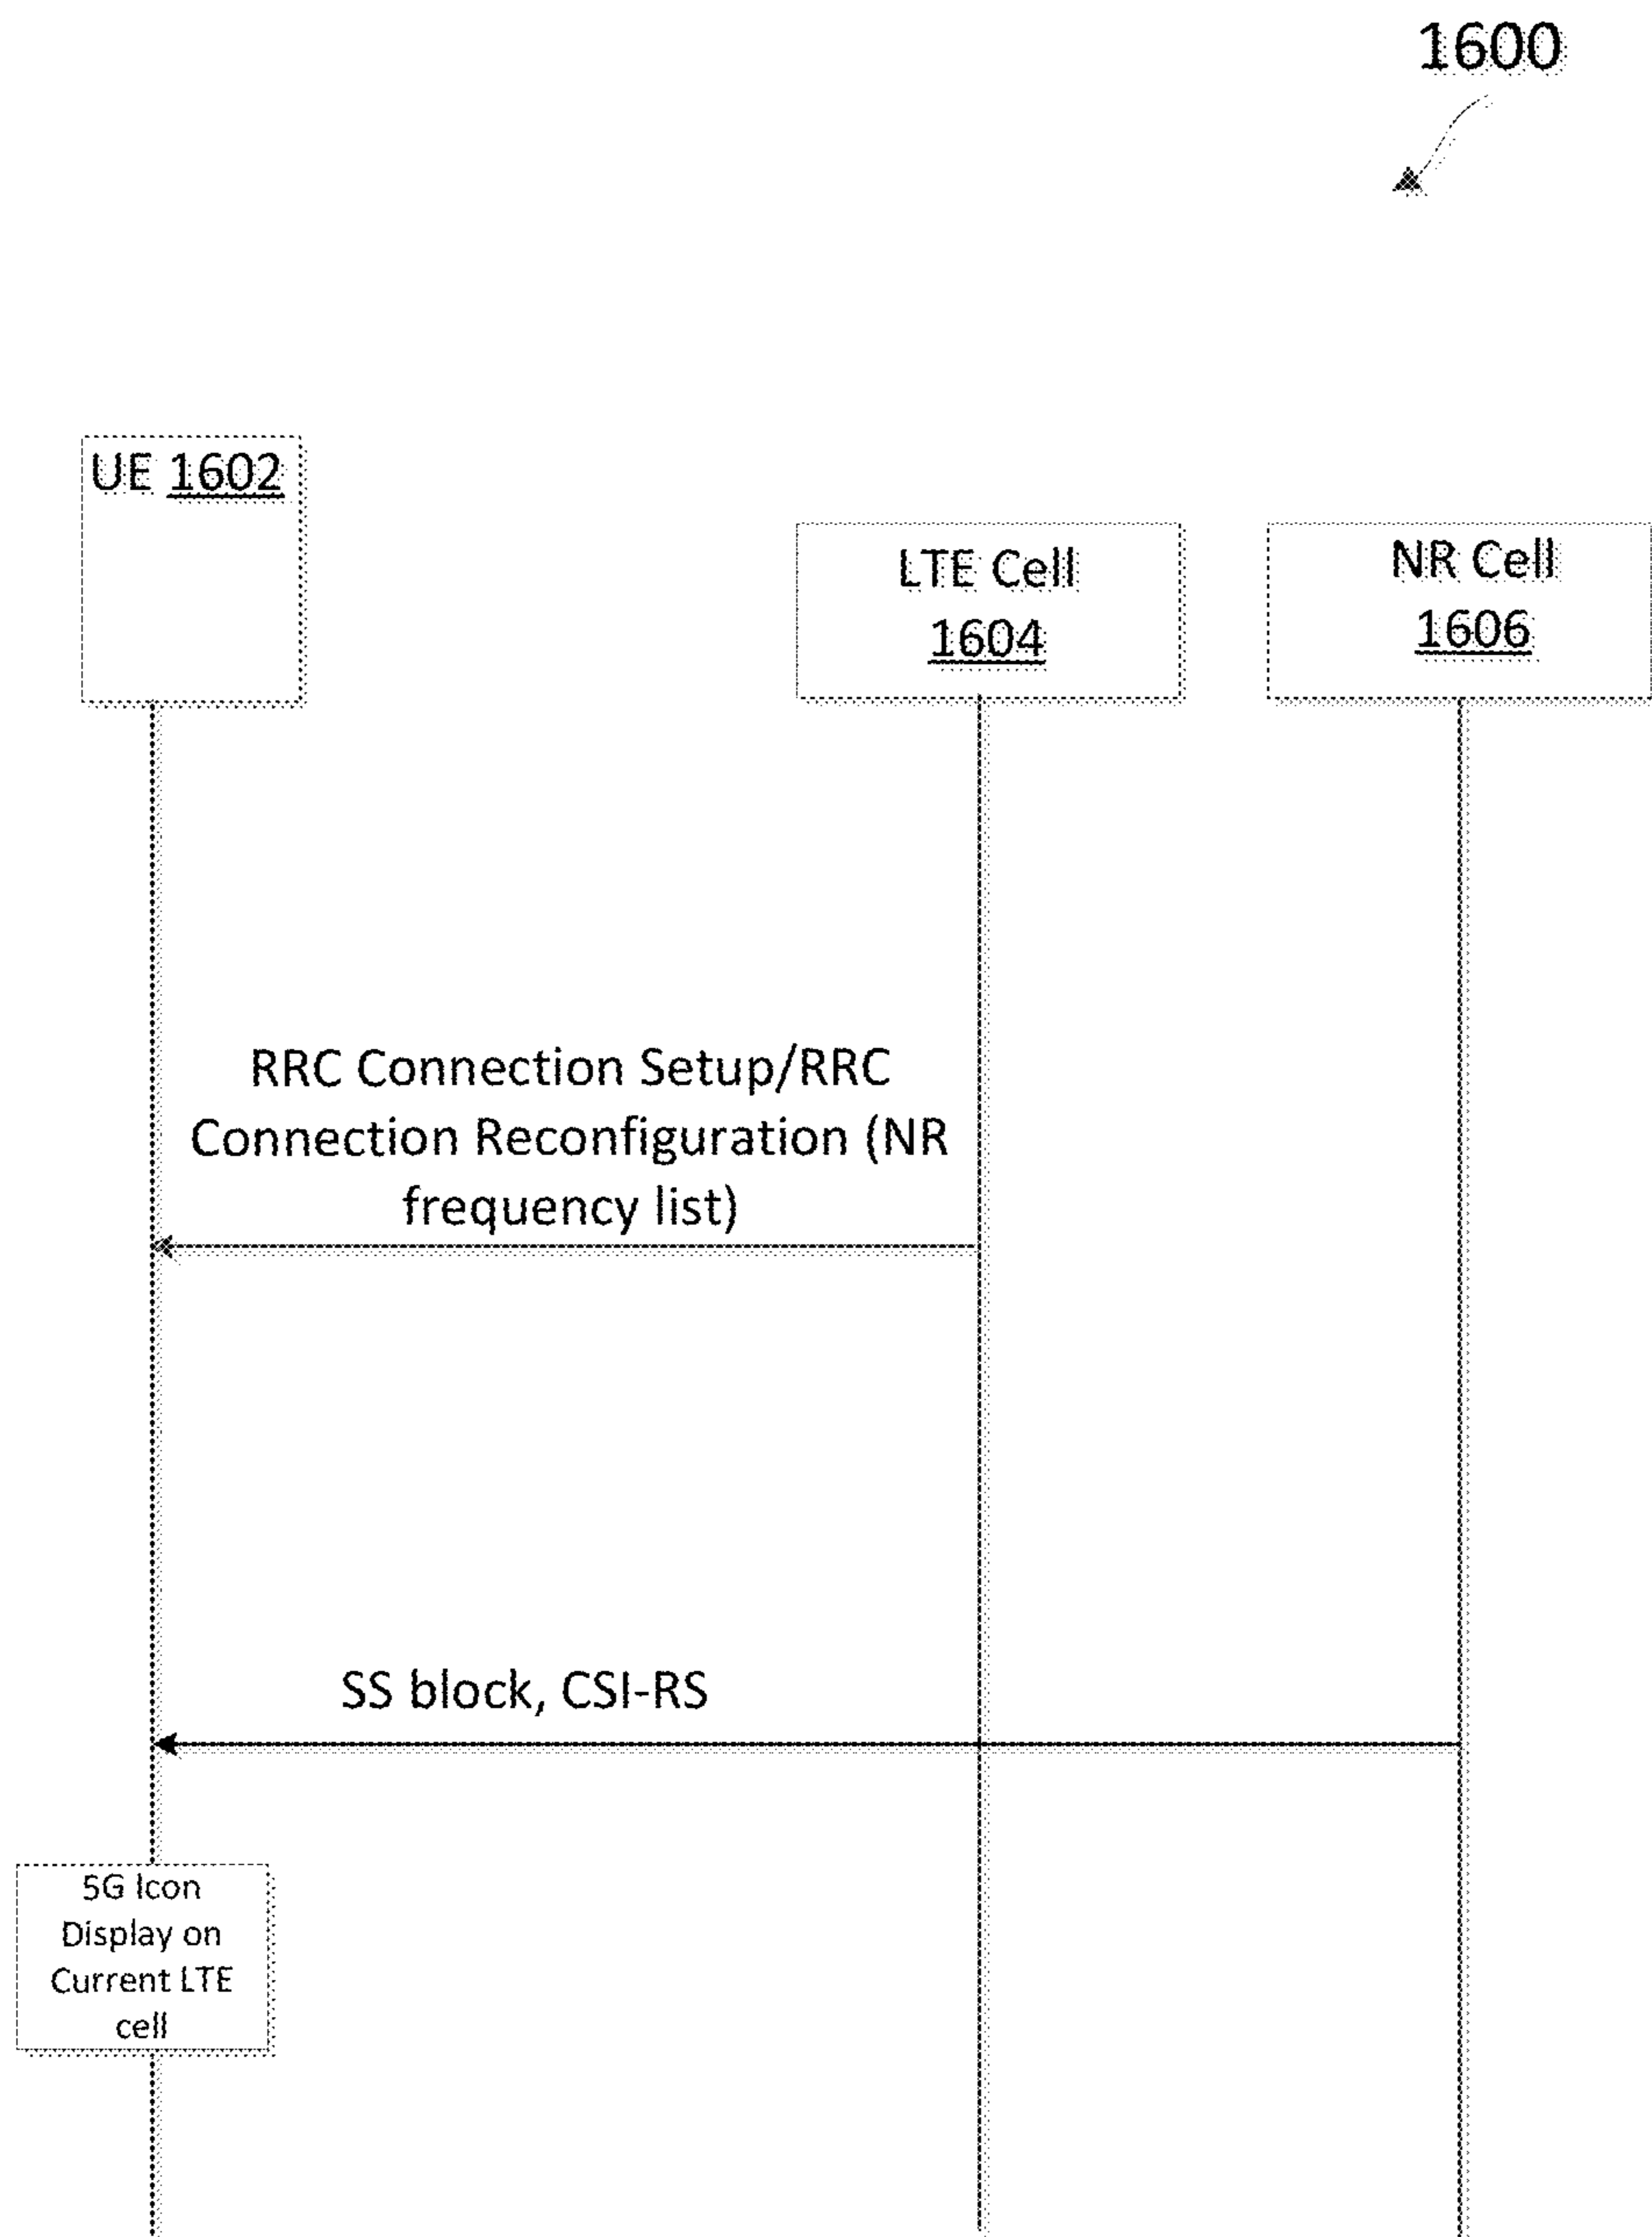 1600
UE 1602
LTE Cell
1604
NR Cell
1606
RRC Connection Setup/RRC
Connection Reconfiguration (NR
frequency list)
SS block, CSI-RS
5G Icon
Display on
Current LTE
cell